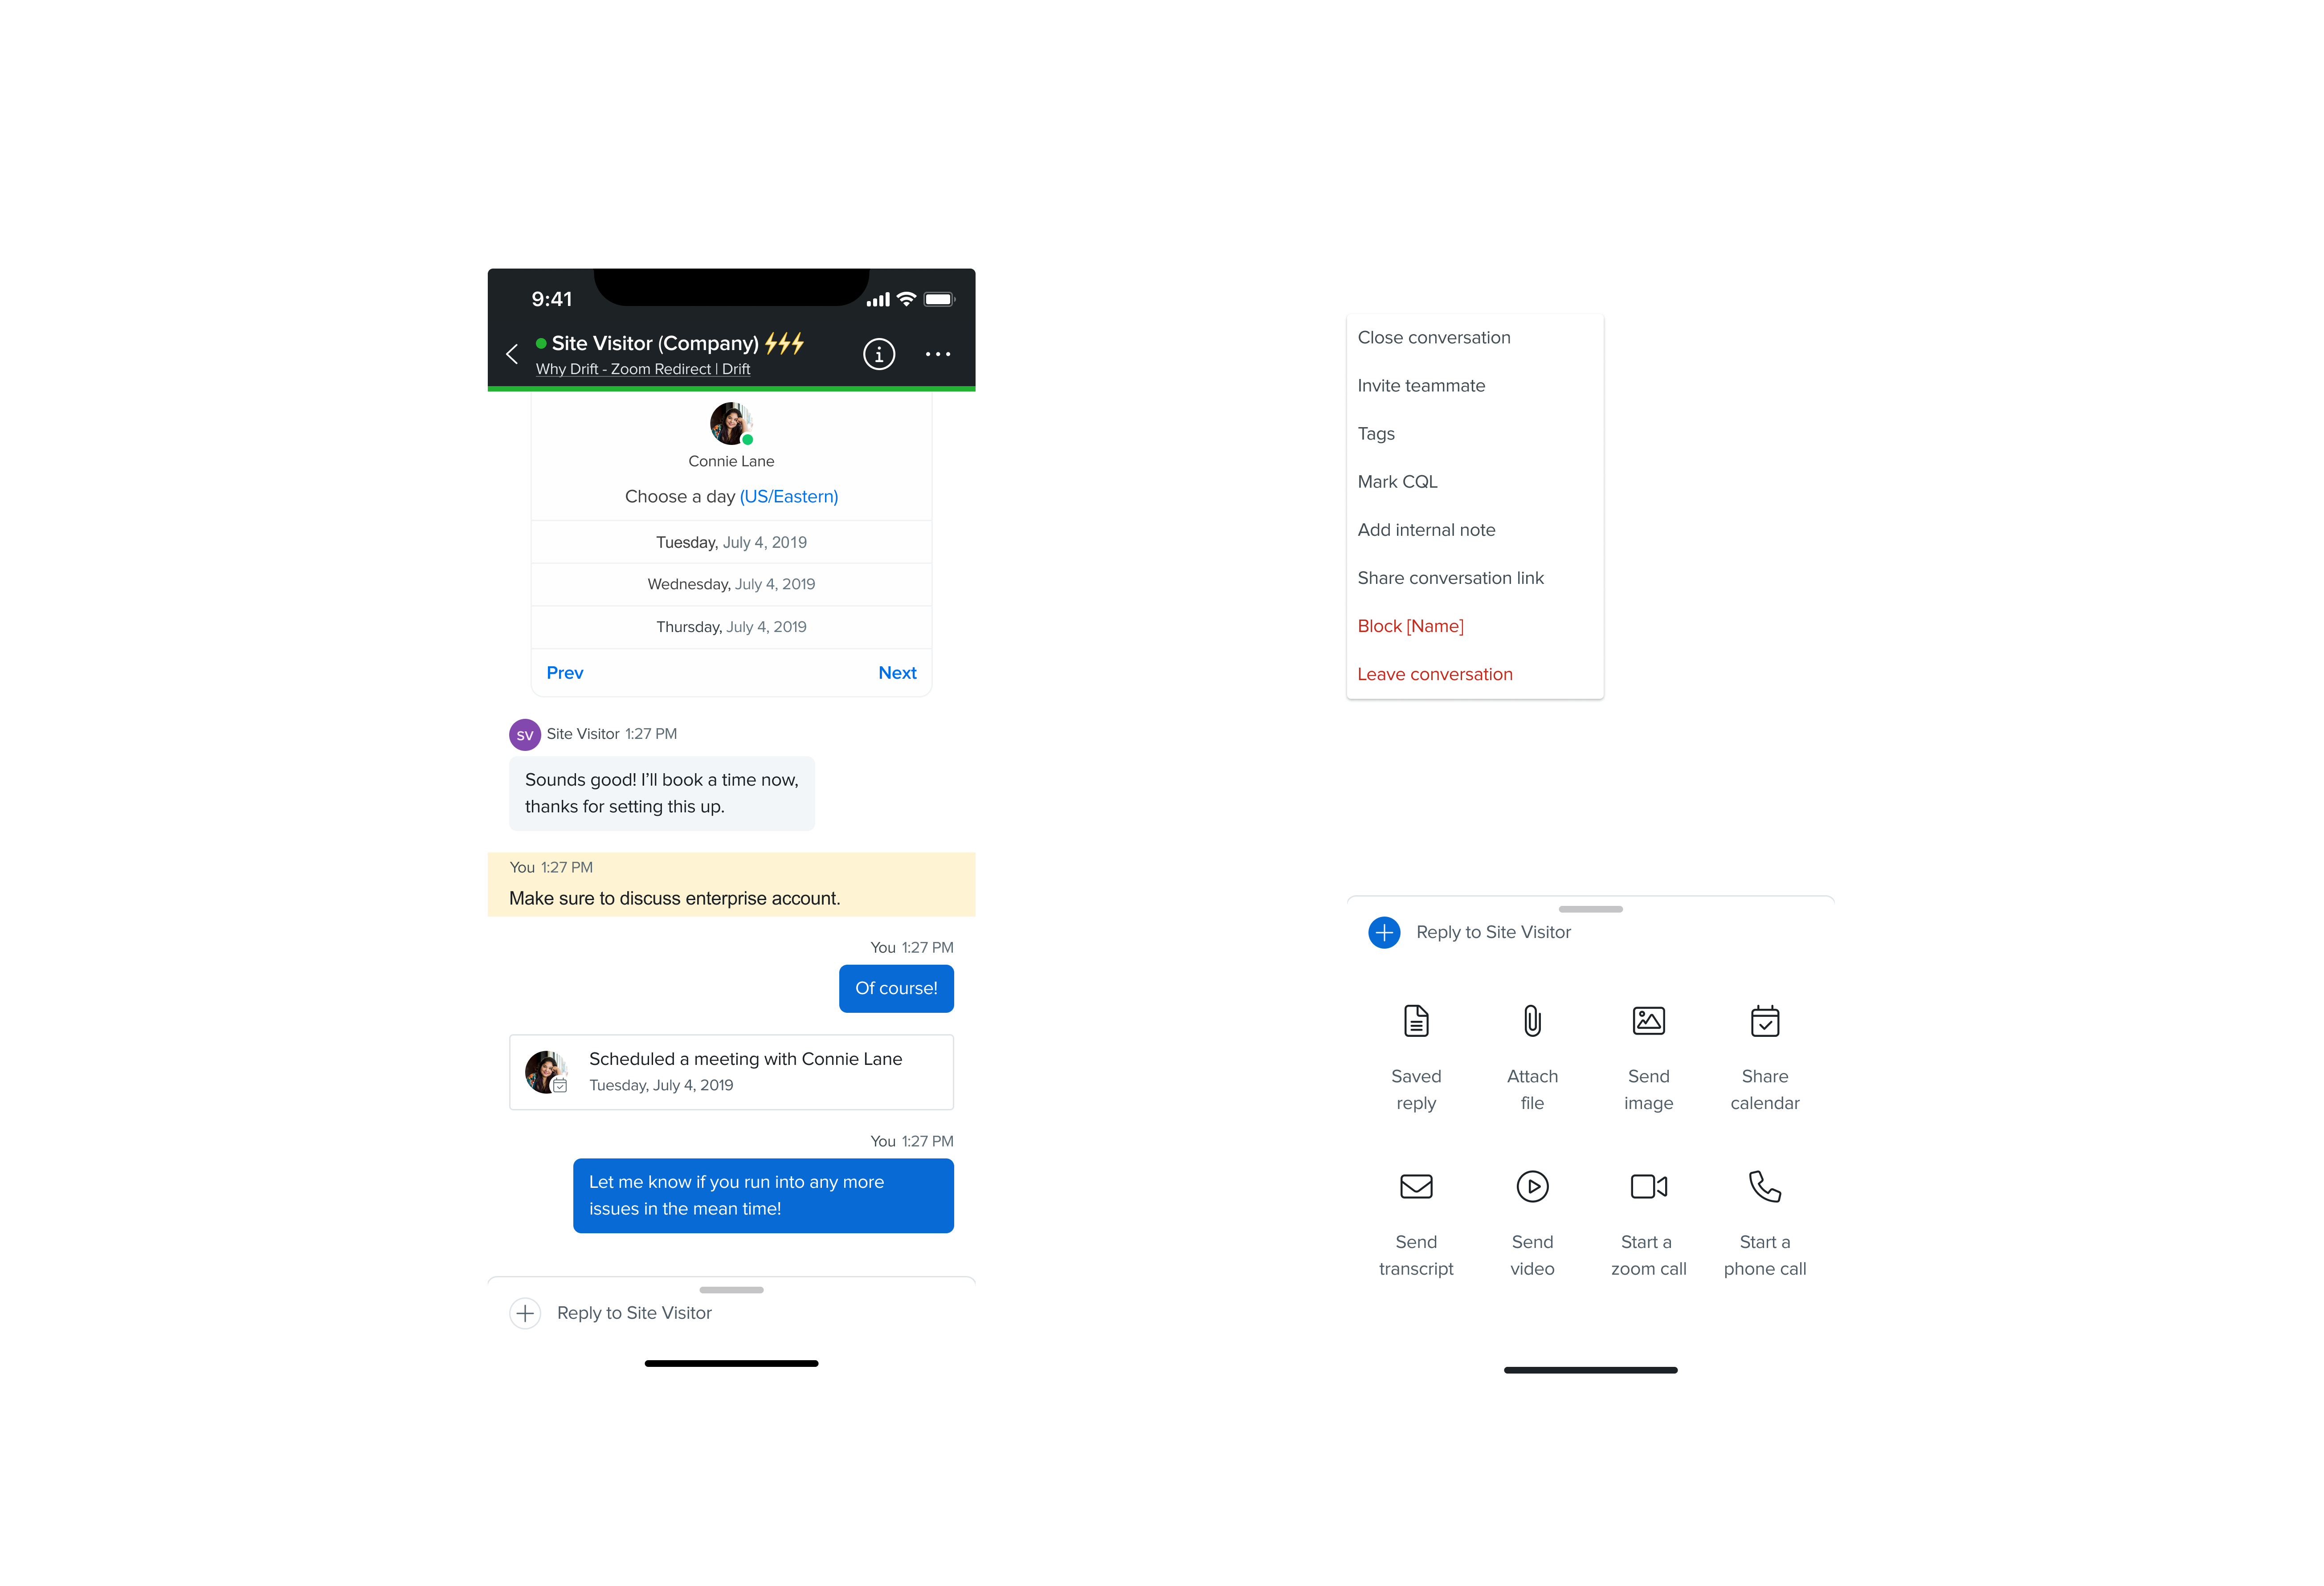 9:41
Site Visitor (Company) ⚡⚡⚡
Why Drift - Zoom Redirect | Drift
Connie Lane
Choose a day (US/Eastern)
Tuesday, July 4, 2019
Wednesday, July 4, 2019
Thursday, July 4, 2019
Prev Next
SV Site Visitor 1:27 PM
Sounds good! I’ll book a time now,
thanks for setting this up.
You 1:27 PM
Make sure to discuss enterprise account.
You 1:27 PM
Of course!
Scheduled a meeting with Connie Lane
Tuesday, July 4, 2019
You 1:27 PM
Let me know if you run into any more
issues in the mean time!
Reply to Site Visitor
Close conversation
Invite teammate
Tags
Mark CQL
Add internal note
Share conversation link
Block [Name]
Leave conversation
Reply to Site Visitor
Saved
reply
Attach
file
Send
image
Share
calendar
Send
transcript
Send
video
Start a
zoom call
Start a
phone call